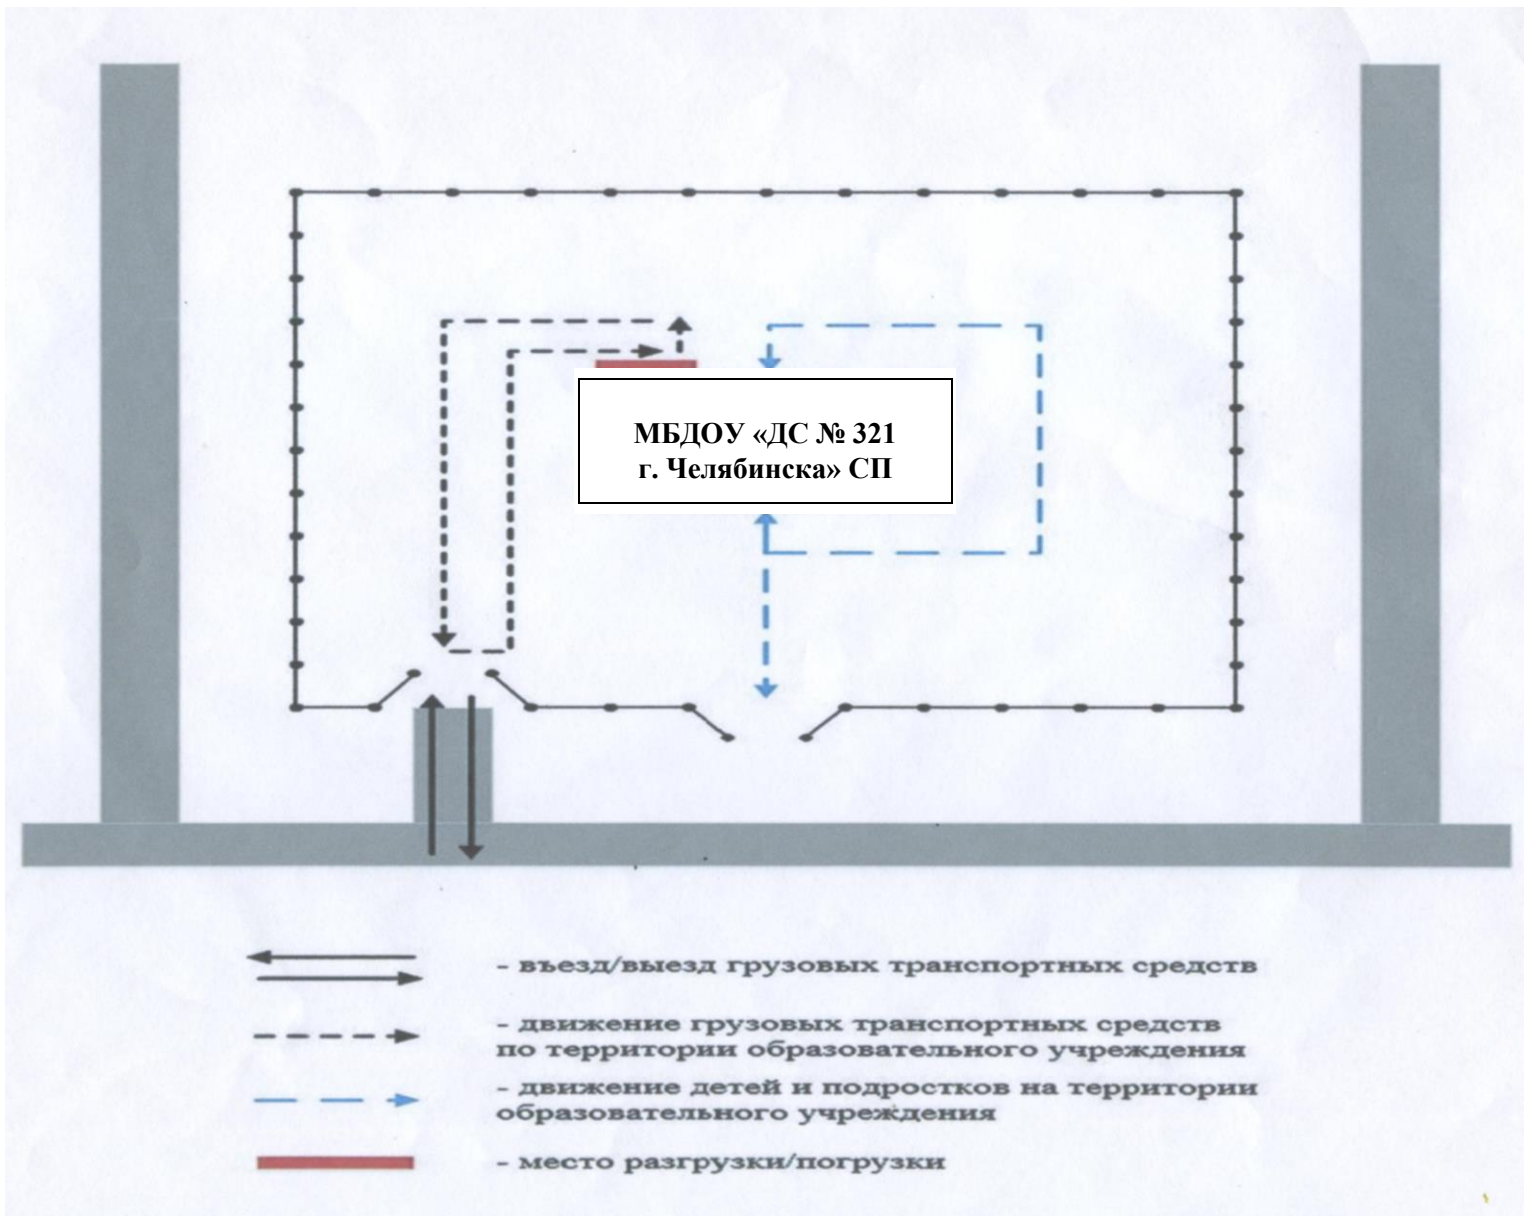 МБДОУ «ДС № 321
г. Челябинска» СП
- въезд/выезд грузовых транспортных средств
- движение грузовых транспортных средств
по территории образовательного учреждения
- движение детей и подростков на территории
образовательного учреждения
- место разгрузки/погрузки